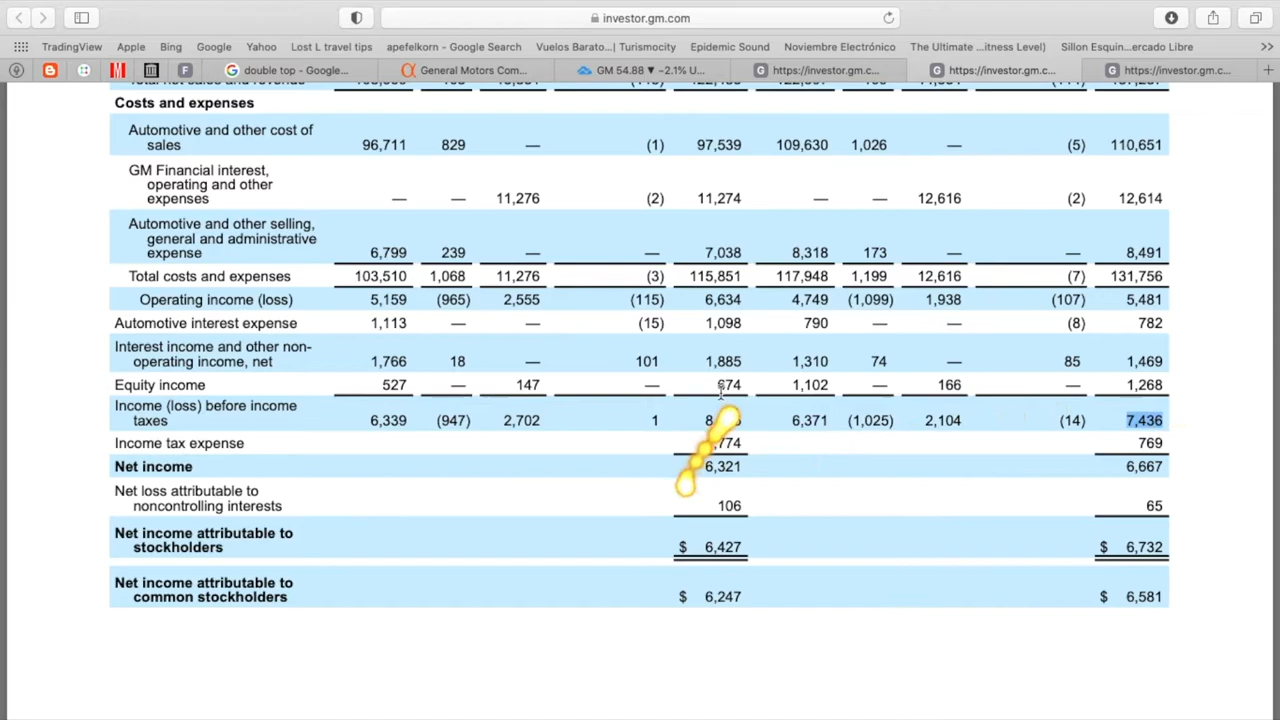 investor.gm.com
TradingView Apple Bing Google Yahoo Lost L travel tips apefelkorn - Google Search Vuelos Barato...| Turismocity Epidemic Sound Noviembre Electrónico The Ultimate ...itness Level) Sillon Esquin...ercado Libre >>
double top - Google... General Motors Com... GM 54.88 ▼ −2.1% U... https://investor.gm.c... https://investor.gm.c... https://investor.gm.c...
Costs and expenses
Automotive and other cost of
sales 96,711 829 — (1) 97,539 109,630 1,026 — (5) 110,651
GM Financial interest,
operating and other
expenses — — 11,276 (2) 11,274 — — 12,616 (2) 12,614
Automotive and other selling,
general and administrative
expense 6,799 239 — — 7,038 8,318 173 — — 8,491
Total costs and expenses 103,510 1,068 11,276 (3) 115,851 117,948 1,199 12,616 (7) 131,756
Operating income (loss) 5,159 (965) 2,555 (115) 6,634 4,749 (1,099) 1,938 (107) 5,481
Automotive interest expense 1,113 — — (15) 1,098 790 — — (8) 782
Interest income and other non-
operating income, net 1,766 18 — 101 1,885 1,310 74 — 85 1,469
Equity income 527 — 147 — 674 1,102 — 166 — 1,268
Income (loss) before income
taxes 6,339 (947) 2,702 1 6,371 (1,025) 2,104 (14) 7,436
Income tax expense 769
Net income 6,321 6,667
Net loss attributable to
noncontrolling interests 106 65
Net income attributable to
stockholders $ 6,427 $ 6,732
Net income attributable to
common stockholders $ 6,247 $ 6,581